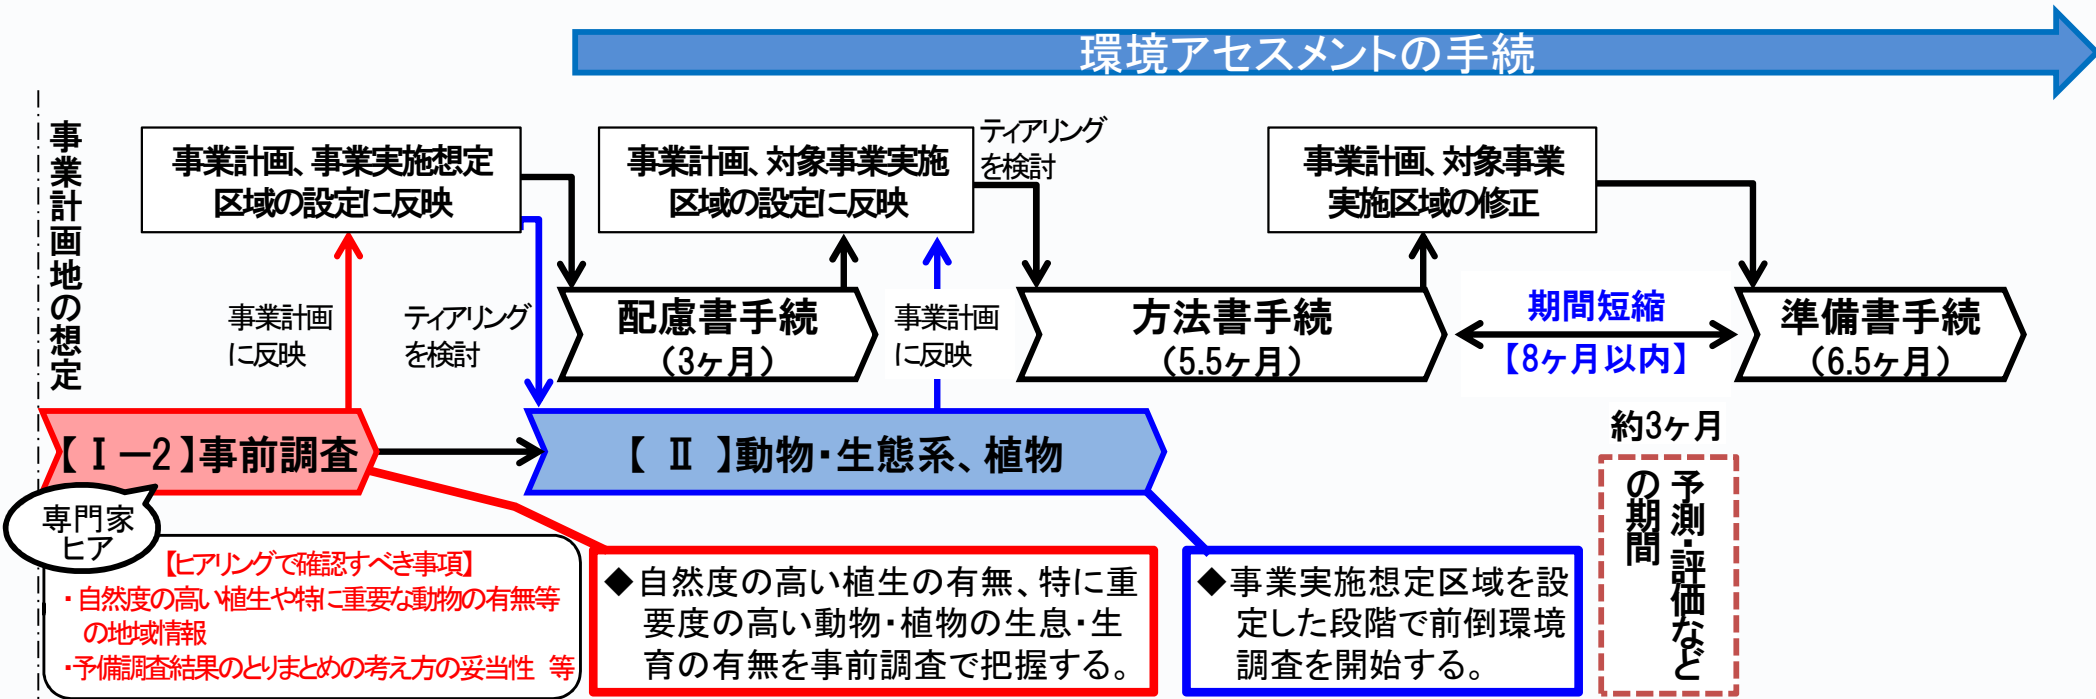 環境アセスメントの手続
事業計画地の想定
事業計画、事業実施想定
区域の設定に反映
事業計画、対象事業実施
区域の設定に反映
ティアリング
を検討
事業計画、対象事業
実施区域の修正
事業計画
に反映
ティアリング
を検討
配慮書手続
（3ヶ月）
事業計画
に反映
方法書手続
（5.5ヶ月）
期間短縮
【8ヶ月以内】
準備書手続
（6.5ヶ月）
【Ⅰ－2】事前調査
【 Ⅱ 】動物・生態系、植物
約3ヶ月
予測・評価など
の期間
専門家
ヒア
【ヒアリングで確認すべき事項】
・自然度の高い植生や特に重要な動物の有無等
の地域情報
・予備調査結果のとりまとめの考え方の妥当性 等
◆自然度の高い植生の有無、特に重
要度の高い動物・植物の生息・生
育の有無を事前調査で把握する。
◆事業実施想定区域を設
定した段階で前倒環境
調査を開始する。